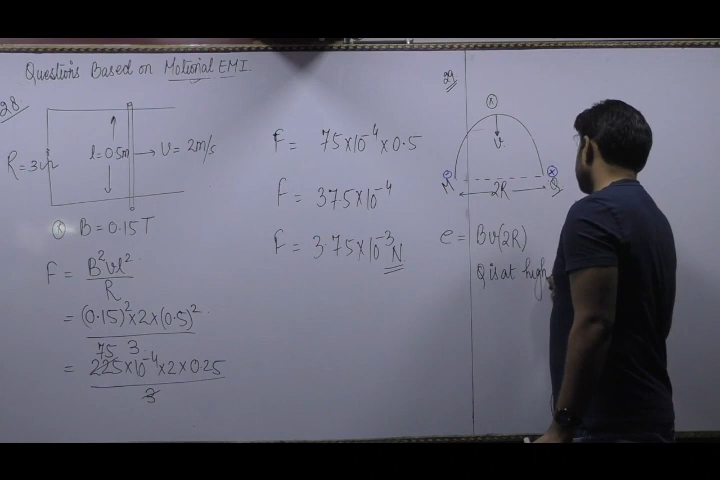 Questions Based on Motional EMI
28
R = 3Ω
l = 0.5m
→ V = 2m/s
ⓧ B = 0.15T
F = B²vl² / R
= (0.15)² × 2 × (0.5)² / 3
75
= 225×10⁻⁴ × 2 × 0.25 / 3
F = 75×10⁻⁴ × 0.5
F = 37.5×10⁻⁴
F = 3.75×10⁻³ N
29.
ⓧ
v
M
2R
Q
e = Bv(2R)
Q is at high